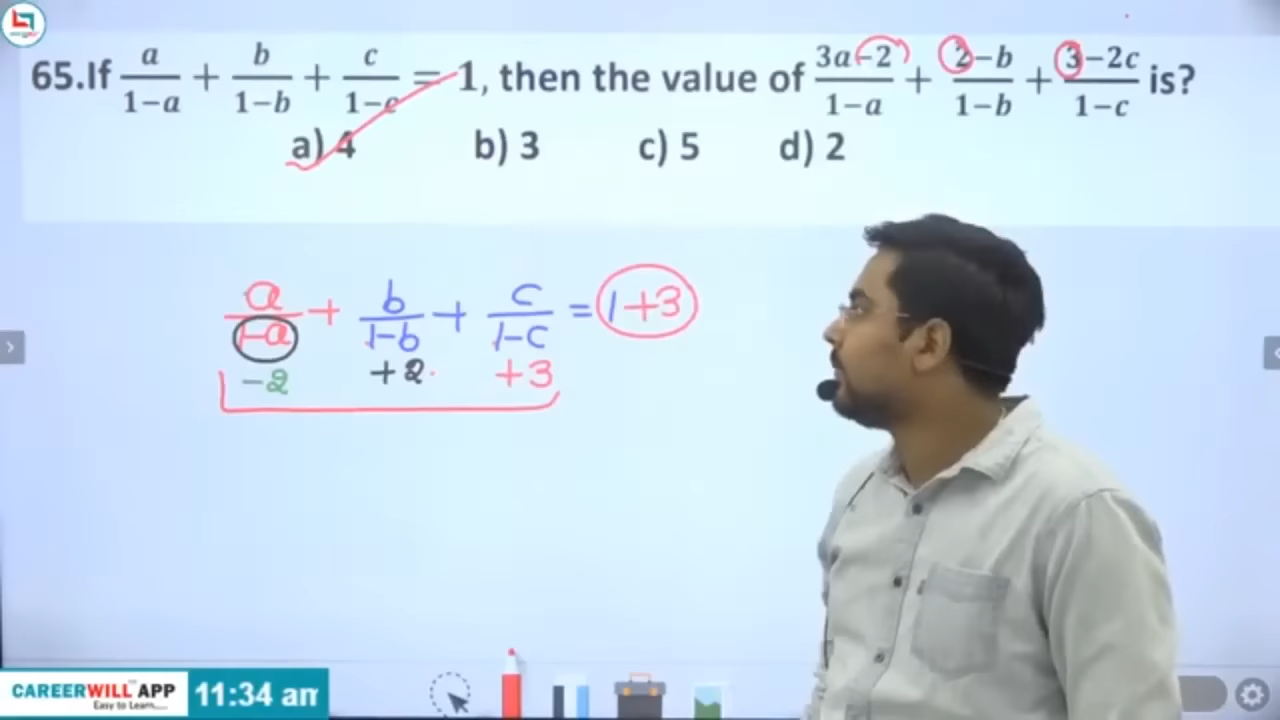 65.If a/1−a + b/1−b + c/1−c = 1, then the value of 3a−2/1−a + 2−b/1−b + 3−2c/1−c is?
a) 4 b) 3 c) 5 d) 2
a/1-a + b/1-b + c/1-c = 1+3
-2 +2 +3
CAREERWILL APP 11:34 am
Easy to Learn.....